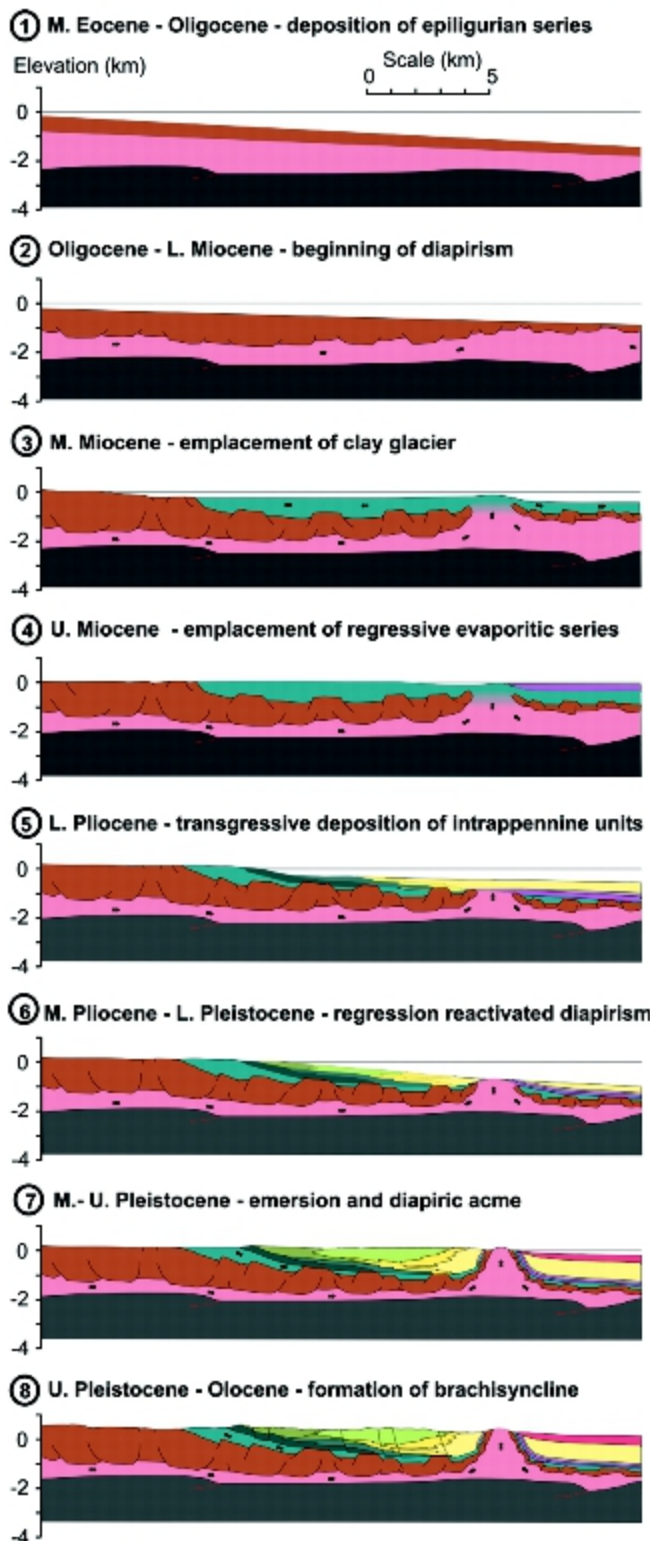 1 M. Eocene - Oligocene - deposition of epiligurian series
Elevation (km)
Scale (km)
0 5
0
-2
-4
2 Oligocene - L. Miocene - beginning of diapirism
0
-2
-4
3 M. Miocene - emplacement of clay glacier
0
-2
-4
4 U. Miocene - emplacement of regressive evaporitic series
0
-2
-4
5 L. Pliocene - transgressive deposition of intrappennine units
0
-2
-4
6 M. Pliocene - L. Pleistocene - regression reactivated diapirism
0
-2
-4
7 M.- U. Pleistocene - emersion and diapiric acme
0
-2
-4
8 U. Pleistocene - Olocene - formation of brachisyncline
0
-2
-4